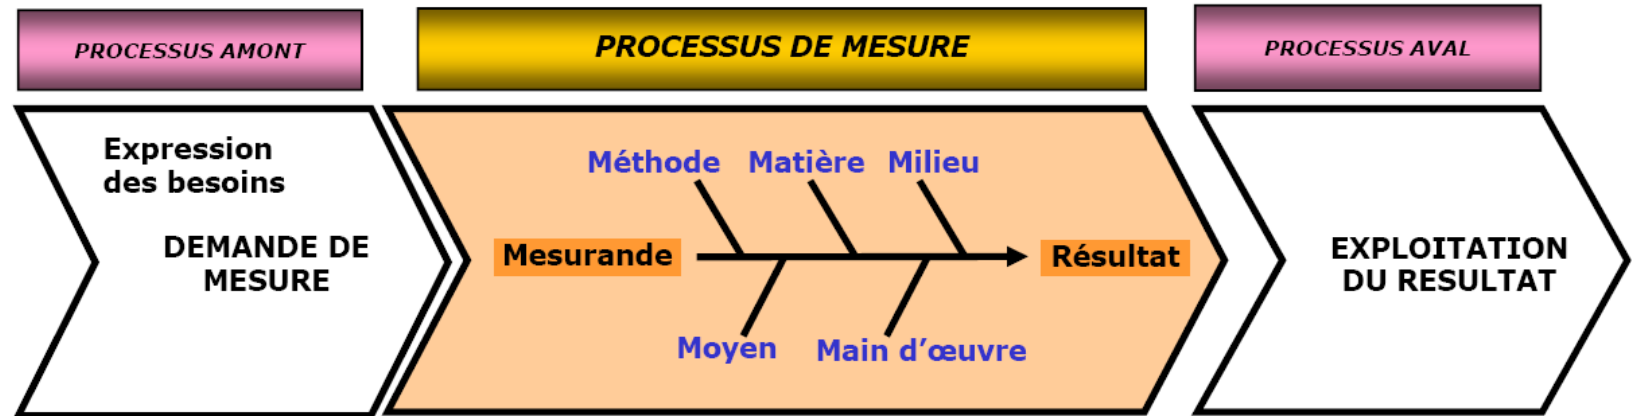 PROCESSUS AMONT
PROCESSUS DE MESURE
PROCESSUS AVAL
Expression
des besoins
DEMANDE DE
MESURE
Méthode Matière Milieu
Mesurande
Résultat
Moyen Main d’œuvre
EXPLOITATION
DU RESULTAT